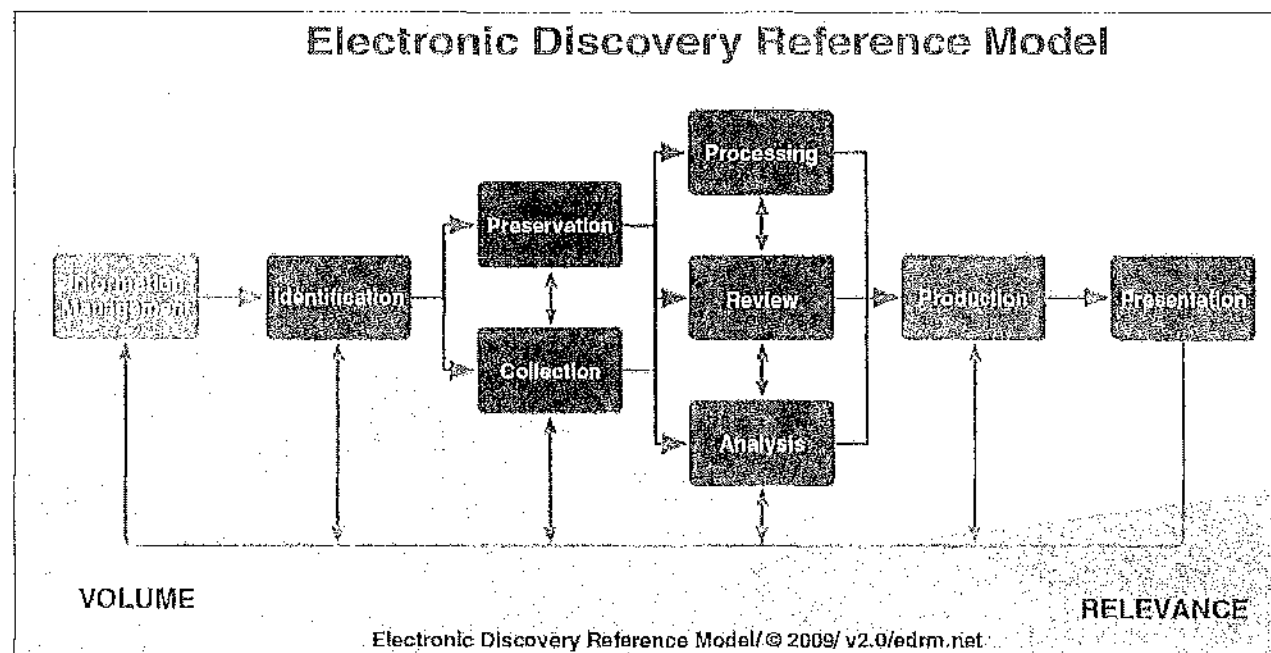 Electronic Discovery Reference Model
Processing
Preservation
Information
Management
Identification
Review
Production
Presentation
Collection
Analysis
VOLUME
RELEVANCE
Electronic Discovery Reference Model/ © 2009/ v2.0/edrm.net